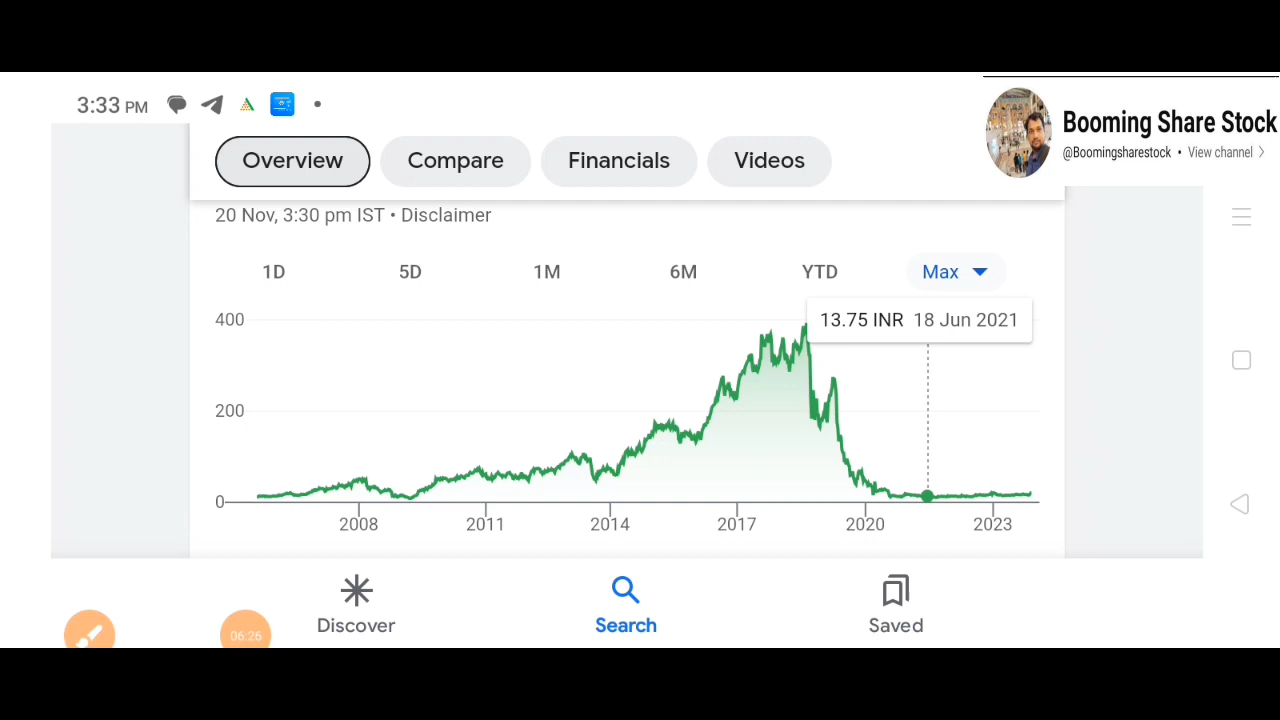 3:33 PM
Booming Share Stock
@Boomingsharestock • View channel >
Overview Compare Financials Videos
20 Nov, 3:30 pm IST • Disclaimer
1D 5D 1M 6M YTD Max
13.75 INR 18 Jun 2021
400
200
0
2008 2011 2014 2017 2020 2023
Discover Search Saved
06:26